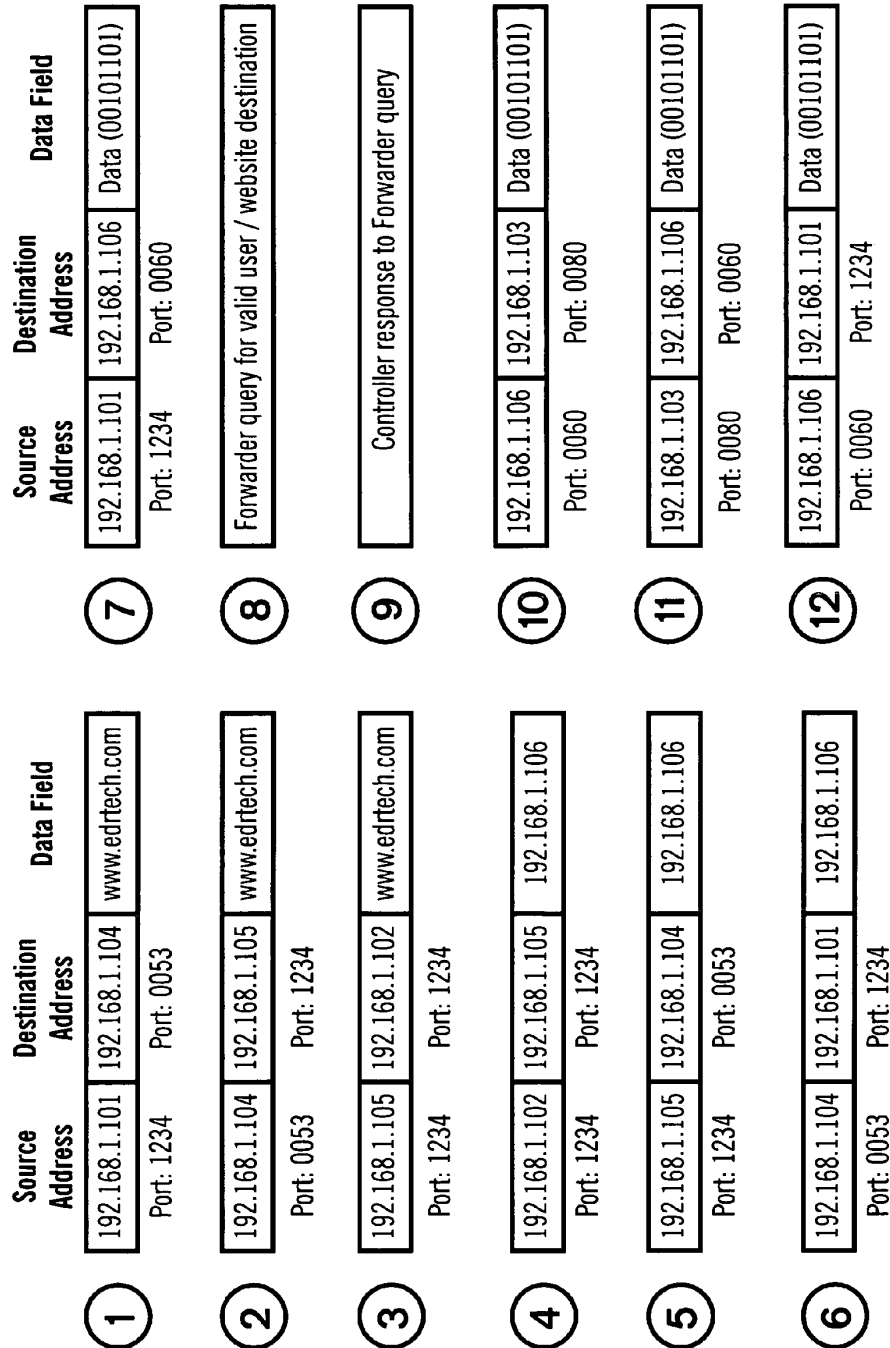 Source Address
Destination Address
Data Field
1
192.168.1.101
192.168.1.104
www.edrtech.com
Port: 1234
Port: 0053
2
192.168.1.104
192.168.1.105
www.edrtech.com
Port: 0053
Port: 1234
3
192.168.1.105
192.168.1.102
www.edrtech.com
Port: 1234
Port: 1234
4
192.168.1.102
192.168.1.105
192.168.1.106
Port: 1234
Port: 1234
5
192.168.1.105
192.168.1.104
192.168.1.106
Port: 1234
Port: 0053
6
192.168.1.104
192.168.1.101
192.168.1.106
Port: 0053
Port: 1234
Source Address
Destination Address
Data Field
7
192.168.1.101
192.168.1.106
Data (00101101)
Port: 1234
Port: 0060
8
Forwarder query for valid user / website destination
9
Controller response to Forwarder query
10
192.168.1.106
192.168.1.103
Data (00101101)
Port: 0060
Port: 0080
11
192.168.1.103
192.168.1.106
Data (00101101)
Port: 0080
Port: 0060
12
192.168.1.106
192.168.1.101
Data (00101101)
Port: 0060
Port: 1234